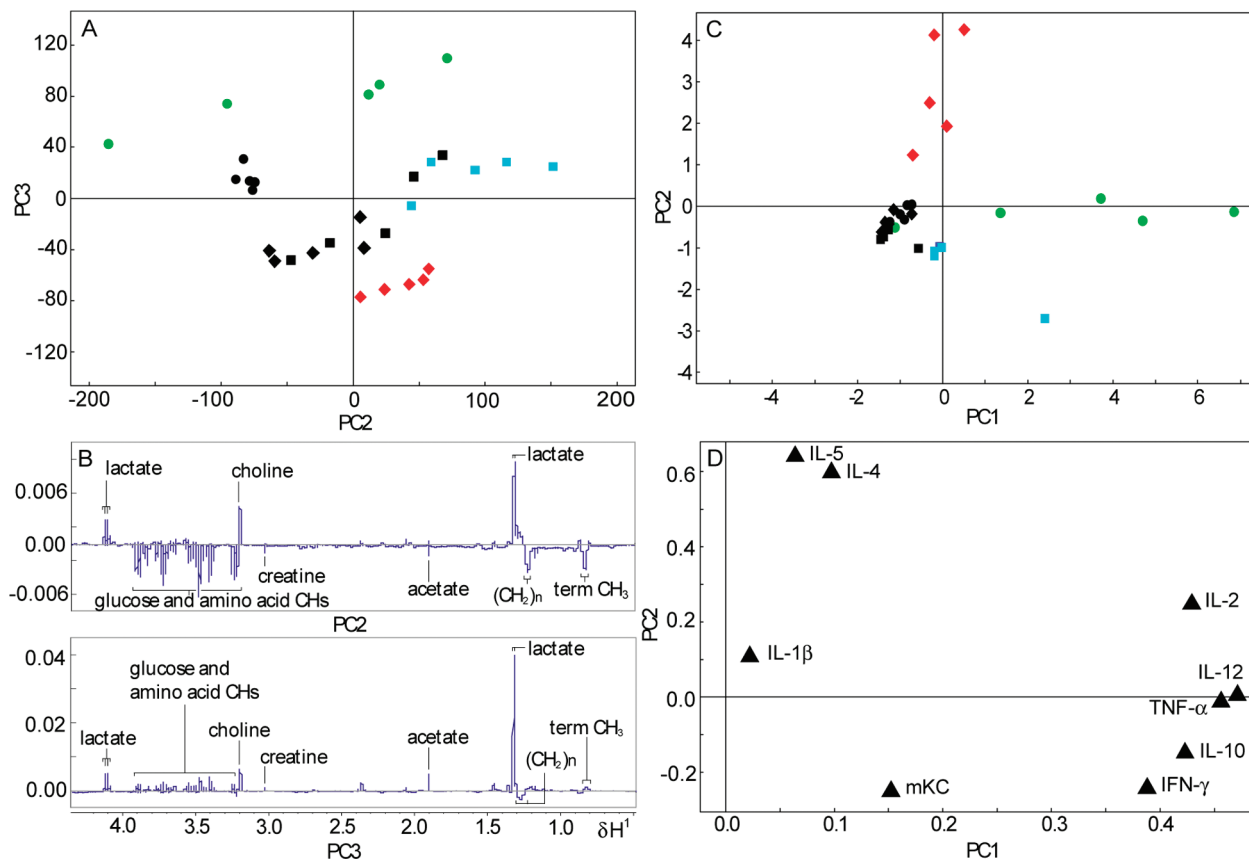 A
120
80
40
0
-40
-80
-120
PC3
-200
-100
0
100
200
PC2
C
4
3
2
1
0
-1
-2
-3
-4
PC2
-4
-2
0
2
4
6
PC1
B
lactate
choline
lactate
0.006
0.00
-0.006
creatine
acetate
(CH2)n
term CH3
glucose and amino acid CHs
PC2
lactate
0.04
glucose and
amino acid CHs
0.02
choline
acetate
term CH3
lactate
creatine
(CH2)n
0.00
4.0
3.0
2.0
1.5
1.0
δH1
PC3
D
0.6
0.4
0.2
0.0
-0.2
PC2
IL-5
IL-4
IL-2
IL-1β
IL-12
TNF-α
IL-10
mKC
IFN-γ
0.0
0.1
0.2
0.3
0.4
PC1